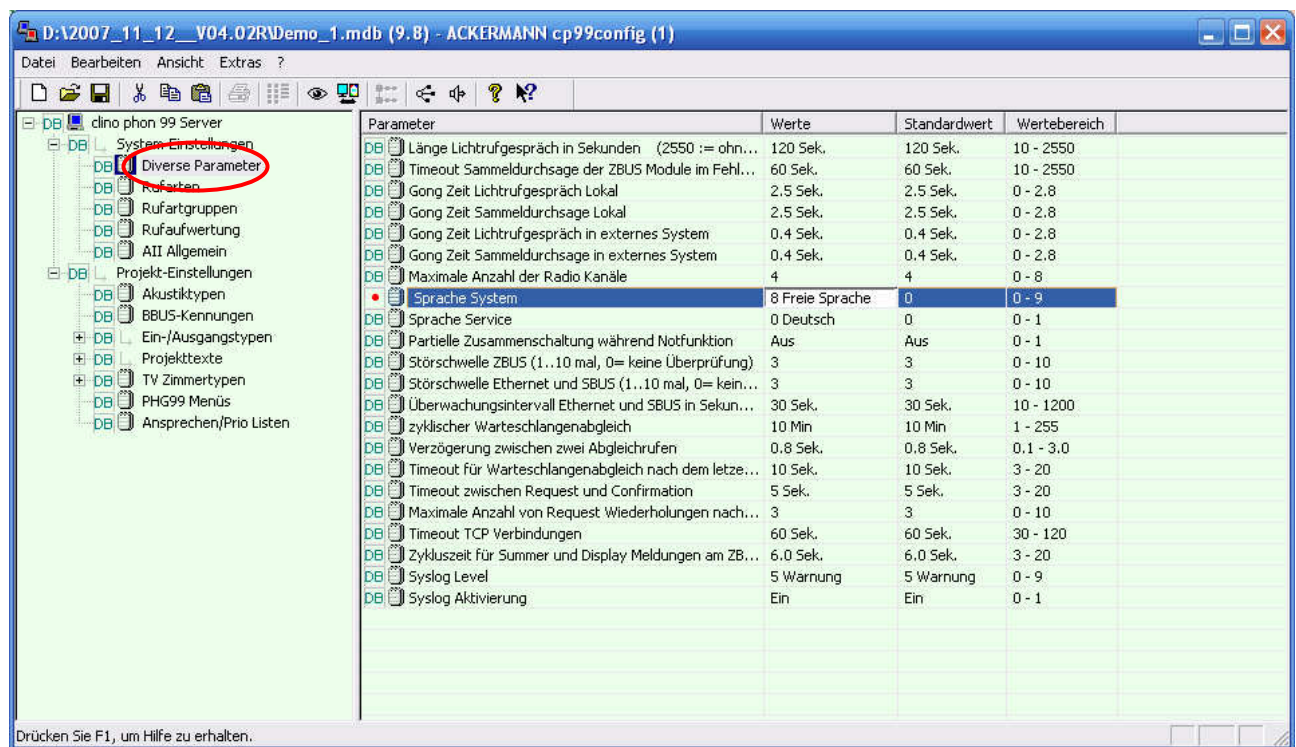 D:\2007_11_12__V04.02R\Demo_1.mdb (9.8) - ACKERMANN cp99config (1)
Datei Bearbeiten Ansicht Extras ?
DB clino phon 99 Server
DB System-Einstellungen
DB Diverse Parameter
DB Rufarten
DB Rufartgruppen
DB Rufaufwertung
DB AII Allgemein
DB Projekt-Einstellungen
DB Akustiktypen
DB BBUS-Kennungen
DB Ein-/Ausgangstypen
DB Projekttexte
DB TV Zimmertypen
DB PHG99 Menüs
DB Ansprechen/Prio Listen
Parameter Werte Standardwert Wertebereich
DB Länge Lichtrufgespräch in Sekunden (2550 := ohn... 120 Sek. 120 Sek. 10 - 2550
DB Timeout Sammeldurchsage der ZBUS Module im Fehl... 60 Sek. 60 Sek. 10 - 2550
DB Gong Zeit Lichtrufgespräch Lokal 2.5 Sek. 2.5 Sek. 0 - 2.8
DB Gong Zeit Sammeldurchsage Lokal 2.5 Sek. 2.5 Sek. 0 - 2.8
DB Gong Zeit Lichtrufgespräch in externes System 0.4 Sek. 0.4 Sek. 0 - 2.8
DB Gong Zeit Sammeldurchsage in externes System 0.4 Sek. 0.4 Sek. 0 - 2.8
DB Maximale Anzahl der Radio Kanäle 4 4 0 - 8
Sprache System 8 Freie Sprache 0 0 - 9
DB Sprache Service 0 Deutsch 0 0 - 1
DB Partielle Zusammenschaltung während Notfunktion Aus Aus 0 - 1
DB Störschwelle ZBUS (1..10 mal, 0= keine Überprüfung) 3 3 0 - 10
DB Störschwelle Ethernet und SBUS (1..10 mal, 0= kein... 3 3 0 - 10
DB Überwachungsintervall Ethernet und SBUS in Sekun... 30 Sek. 30 Sek. 10 - 1200
DB zyklischer Warteschlangenabgleich 10 Min 10 Min 1 - 255
DB Verzögerung zwischen zwei Abgleichrufen 0.8 Sek. 0.8 Sek. 0.1 - 3.0
DB Timeout für Warteschlangenabgleich nach dem letze... 10 Sek. 10 Sek. 3 - 20
DB Timeout zwischen Request und Confirmation 5 Sek. 5 Sek. 3 - 20
DB Maximale Anzahl von Request Wiederholungen nach... 3 3 0 - 10
DB Timeout TCP Verbindungen 60 Sek. 60 Sek. 30 - 120
DB Zykluszeit für Summer und Display Meldungen am ZB... 6.0 Sek. 6.0 Sek. 3 - 20
DB Syslog Level 5 Warnung 5 Warnung 0 - 9
DB Syslog Aktivierung Ein Ein 0 - 1
Drücken Sie F1, um Hilfe zu erhalten.